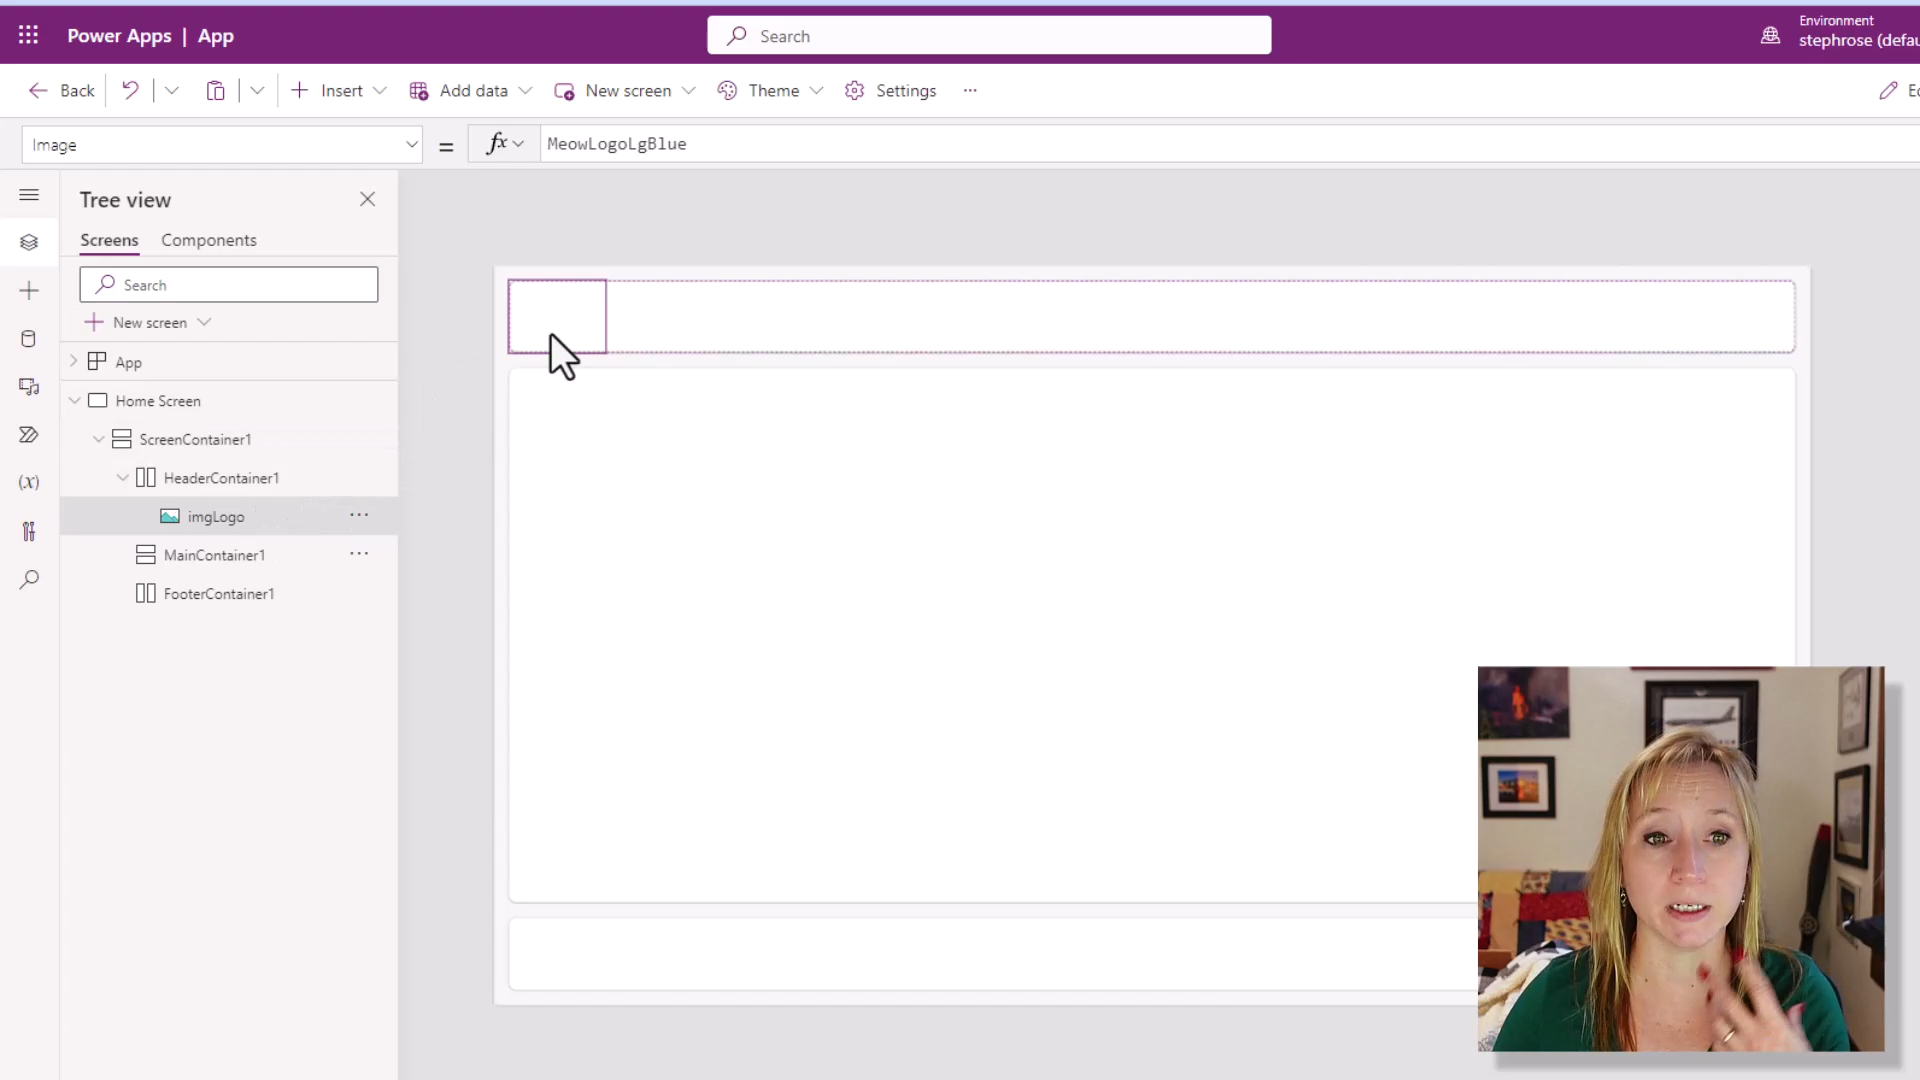 Power Apps | App
Search
Environment
stephrose (defau
Back
Insert
Add data
New screen
Theme
Settings
Image
=
fx
MeowLogoLgBlue
Tree view
Screens
Components
Search
New screen
App
Home Screen
ScreenContainer1
HeaderContainer1
imgLogo
MainContainer1
FooterContainer1
(x)